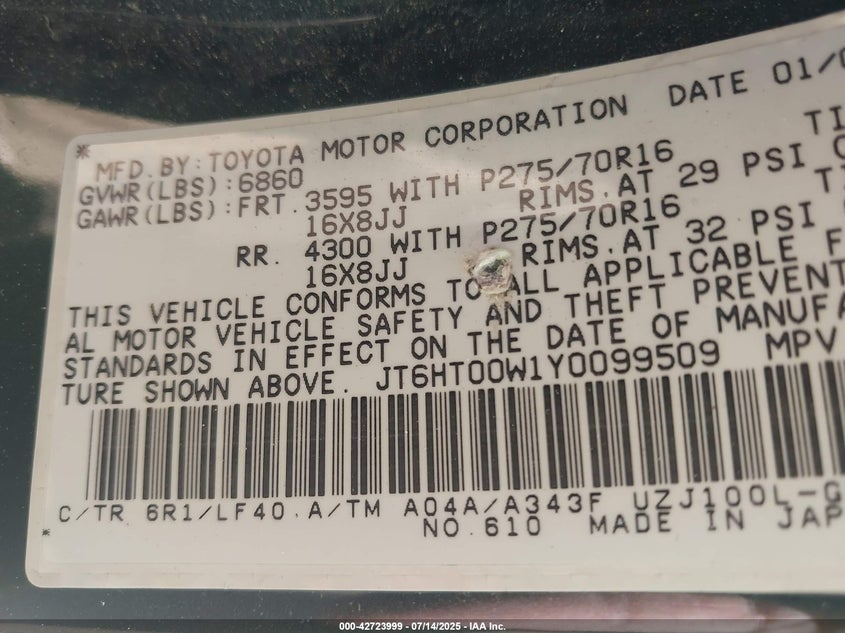 * MFD.BY:TOYOTA MOTOR CORPORATION DATE 01/0
GVWR(LBS):6860 TI
GAWR(LBS):FRT.3595 WITH P275/70R16
16X8JJ RIMS.AT 29 PSI C
RR. 4300 WITH P275/70R16 TI
16X8JJ RIMS.AT 32 PSI
THIS VEHICLE CONFORMS TO ALL APPLICABLE F
AL MOTOR VEHICLE SAFETY AND THEFT PREVENT
STANDARDS IN EFFECT ON THE DATE OF MANUFA
TURE SHOWN ABOVE. JT6HT00W1Y0099509 MPV
C/TR 6R1/LF40.A/TM A04A/A343F UZJ100L-G
* NO.610 MADE IN JAP
000-42723999 - 07/14/2025 - IAA Inc.